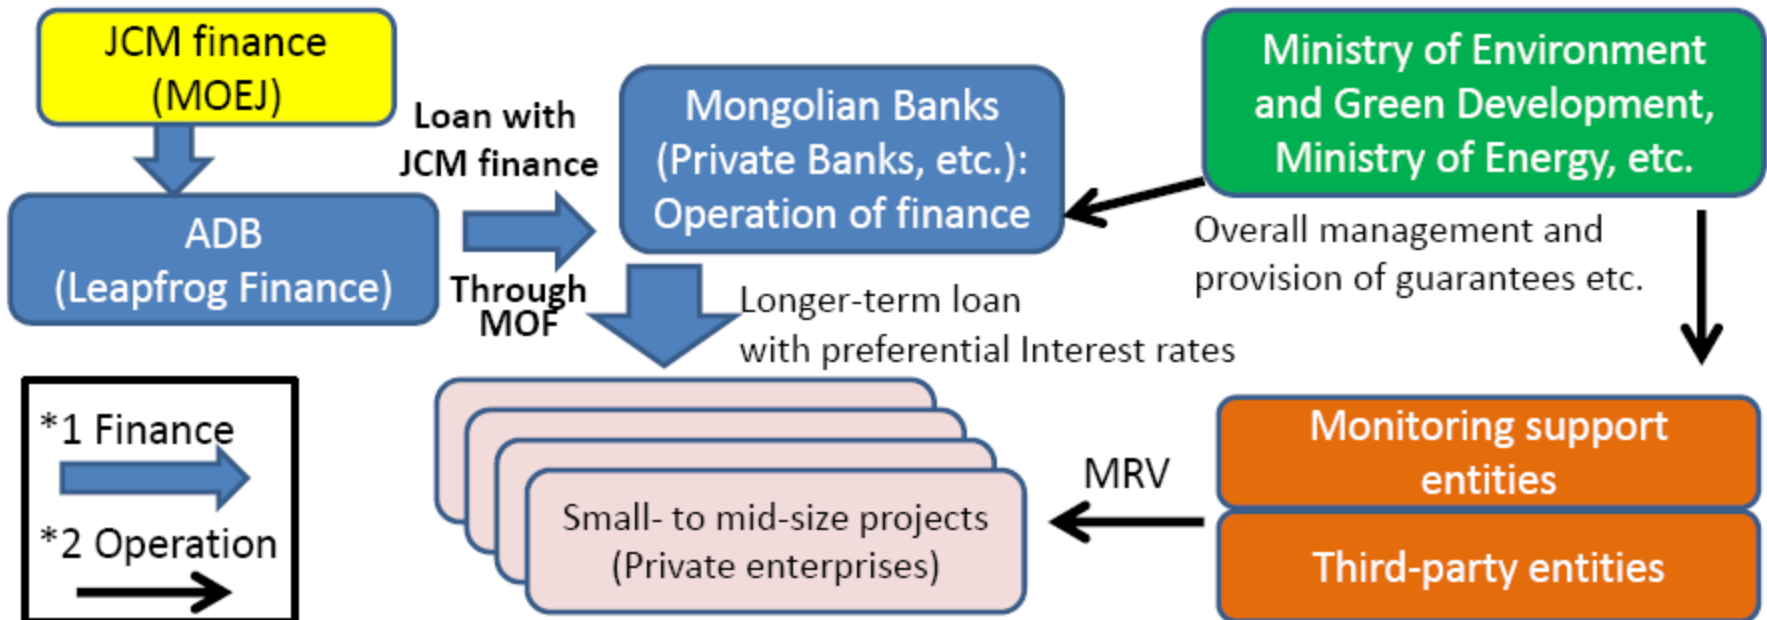 JCM finance
(MOEJ)
ADB
(Leapfrog Finance)
Loan with
JCM finance
Through
MOF
Mongolian Banks
(Private Banks, etc.):
Operation of finance
Ministry of Environment
and Green Development,
Ministry of Energy, etc.
Overall management and
provision of guarantees etc.
Longer-term loan
with preferential Interest rates
*1 Finance
*2 Operation
Small- to mid-size projects
(Private enterprises)
MRV
Monitoring support
entities
Third-party entities